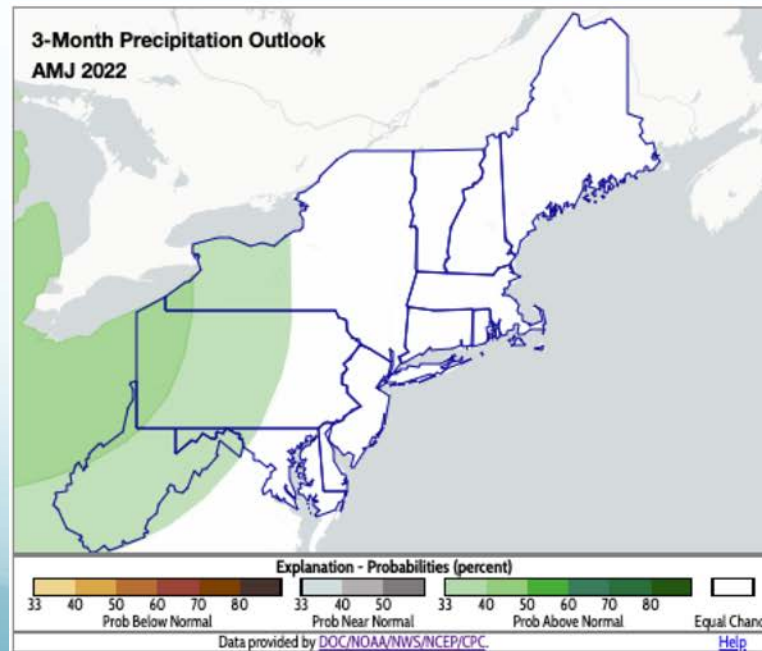 3-Month Precipitation Outlook
AMJ 2022
Explanation - Probabilities (percent)
33 40 50 60 70 80 33 40 50 33 40 50 60 70 80
Prob Below Normal Prob Near Normal Prob Above Normal Equal Chanc
Data provided by DOC/NOAA/NWS/NCEP/CPC. Help